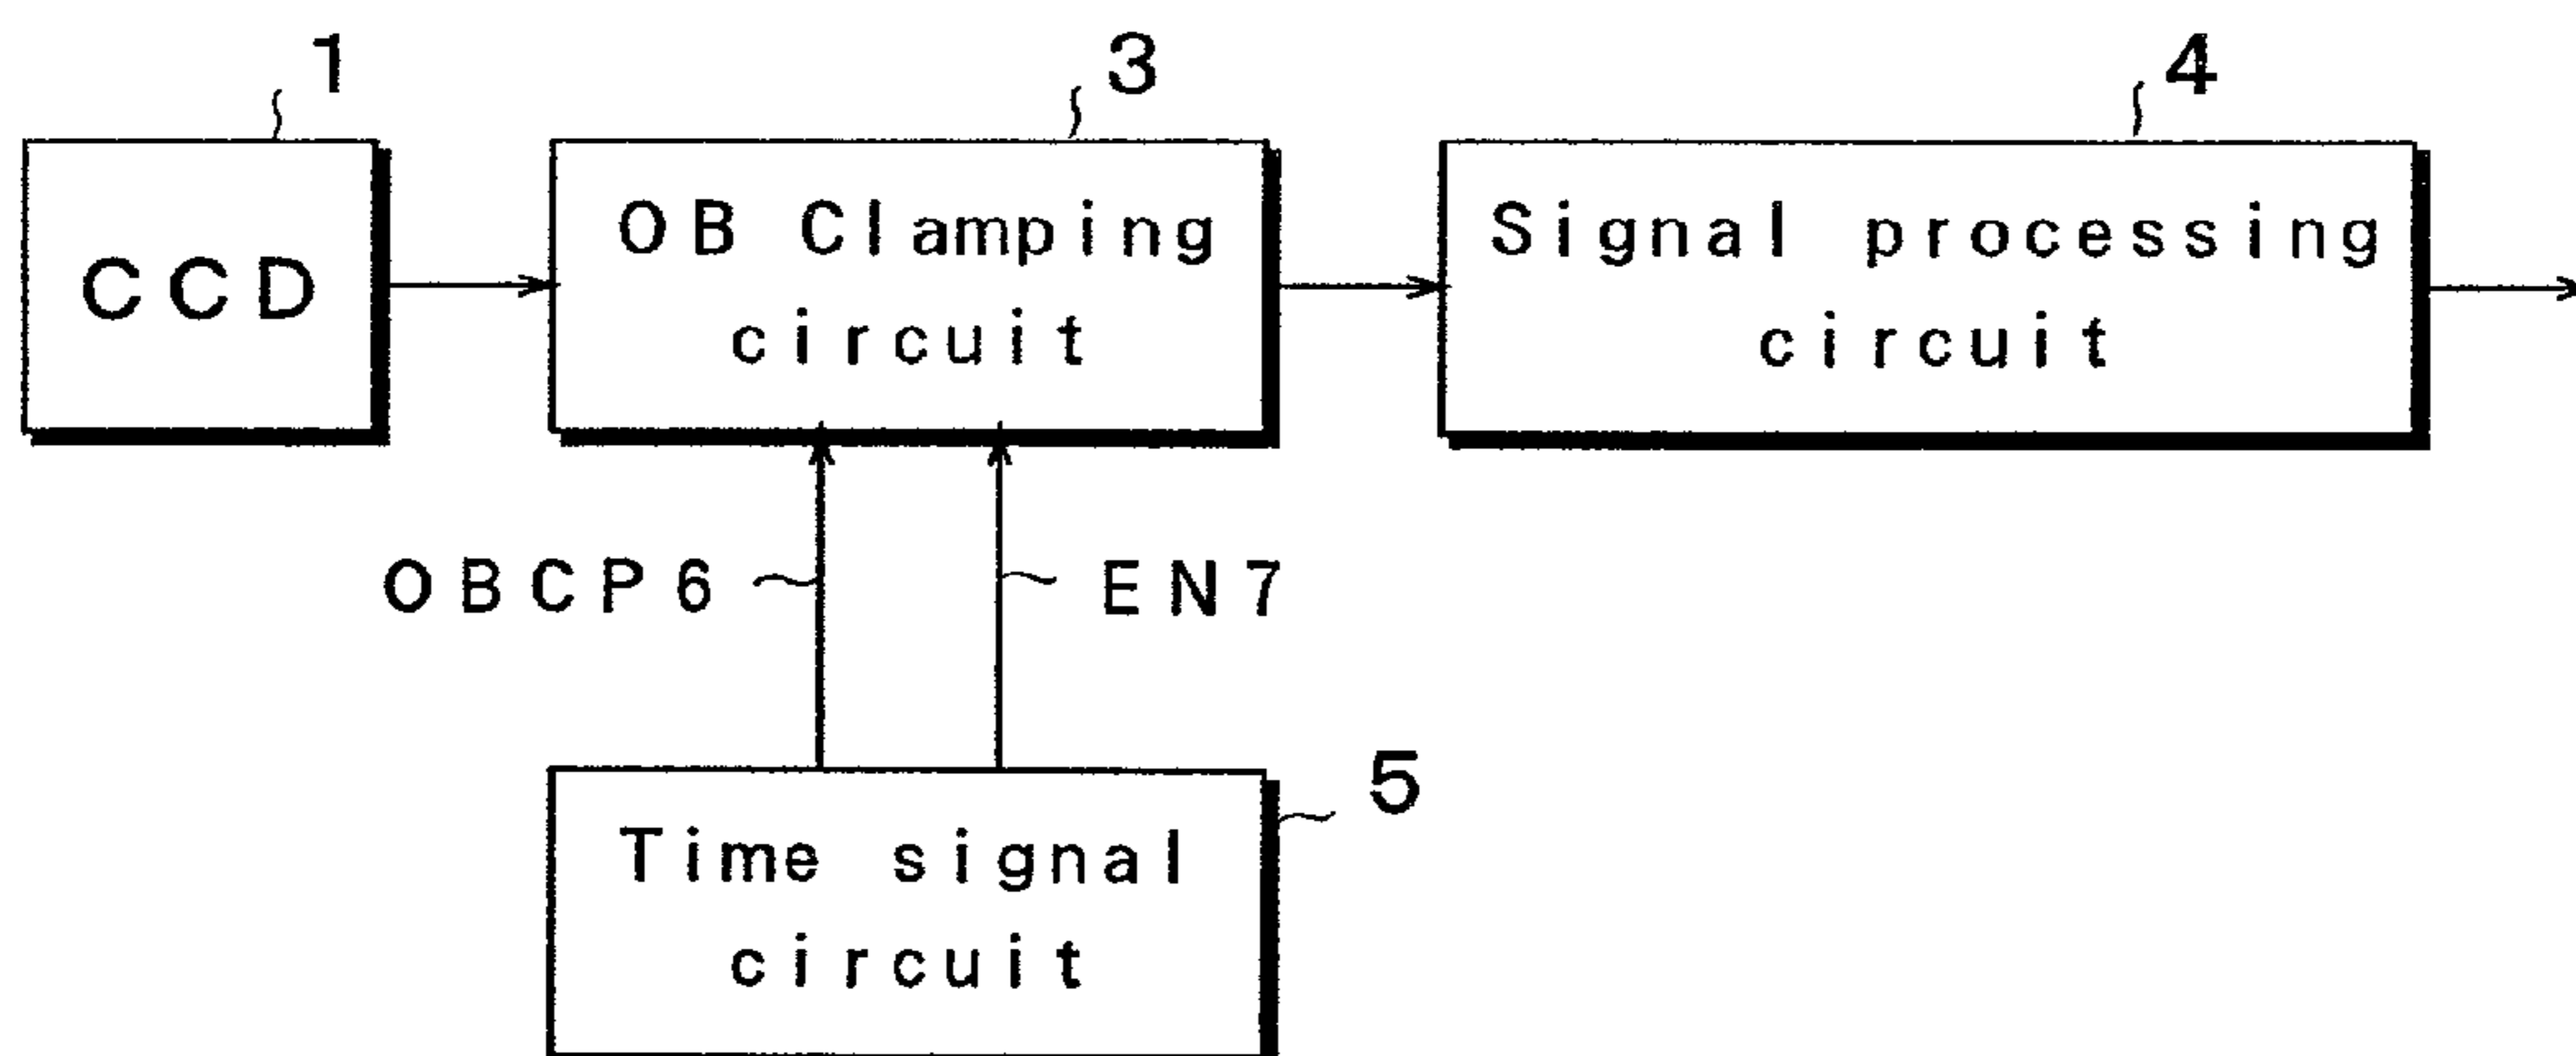 1
3
4
CCD
OB Clamping
circuit
Signal processing
circuit
OBCP6
EN7
5
Time signal
circuit